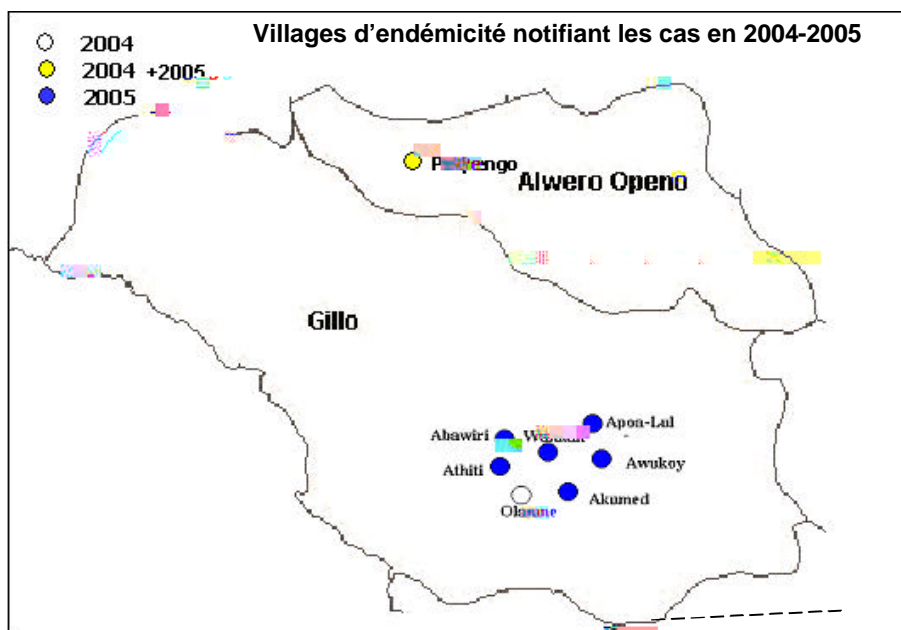 Villages d’endémicité notifiant les cas en 2004-2005
2004
2004 +2005
2005
Alwero Openo
Gillo
Apon-Lul
Abawiri
Awukoy
Athiti
Akumed